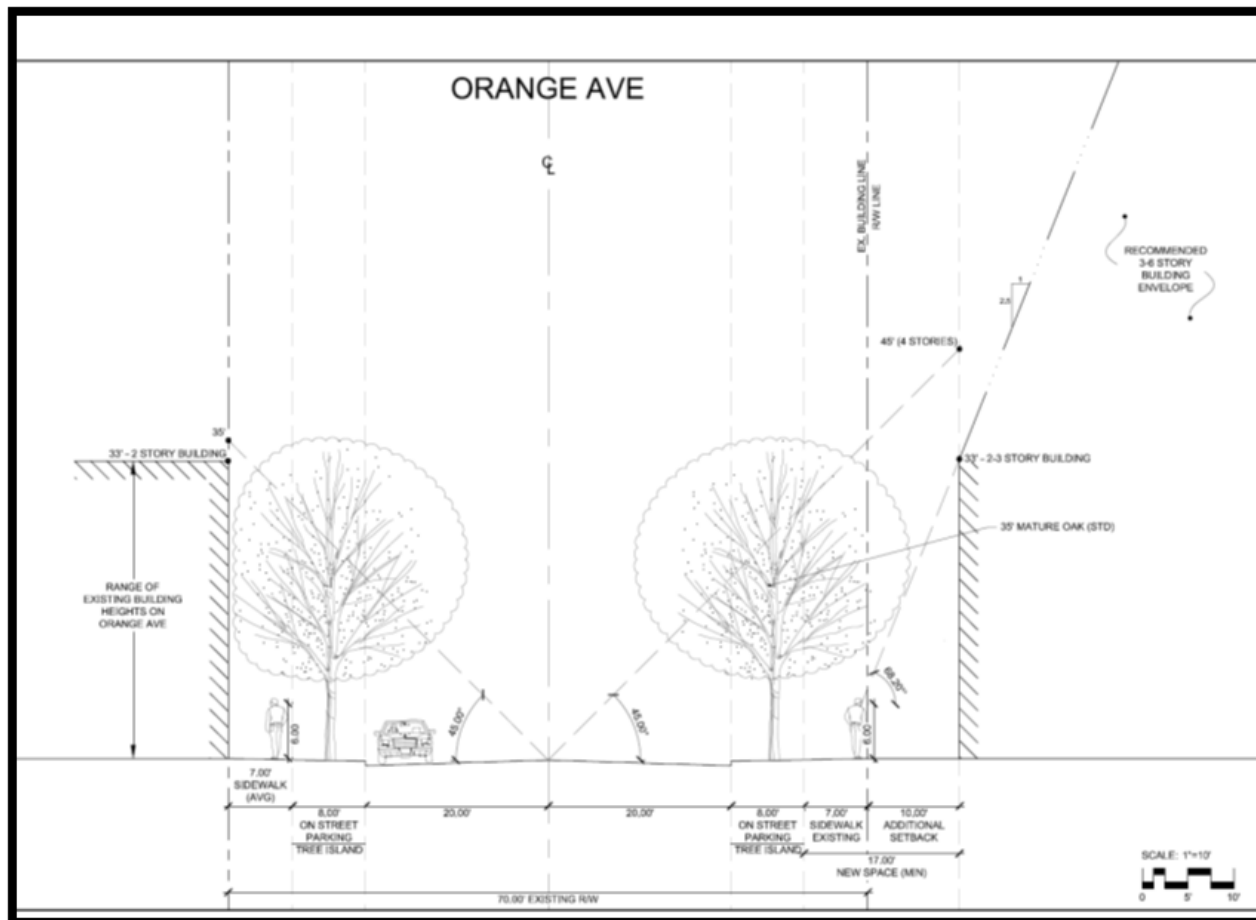 ORANGE AVE
CL
EX. BUILDING LINE
R/W LINE
RECOMMENDED
3-6 STORY
BUILDING
ENVELOPE
1
2.5
45' (4 STORIES)
35'
33' - 2 STORY BUILDING
33' - 2-3 STORY BUILDING
35' MATURE OAK (STD)
RANGE OF
EXISTING BUILDING
HEIGHTS ON
ORANGE AVE
68.20°
6.00
45.00°
45.00°
6.00
7.00'
SIDEWALK
(AVG)
8.00'
ON STREET
PARKING
TREE ISLAND
20.00'
20.00'
8.00'
ON STREET
PARKING
TREE ISLAND
7.00'
SIDEWALK
EXISTING
10.00'
ADDITIONAL
SETBACK
17.00'
NEW SPACE (MIN)
70.00' EXISTING R/W
SCALE: 1"=10'
0 5' 10'